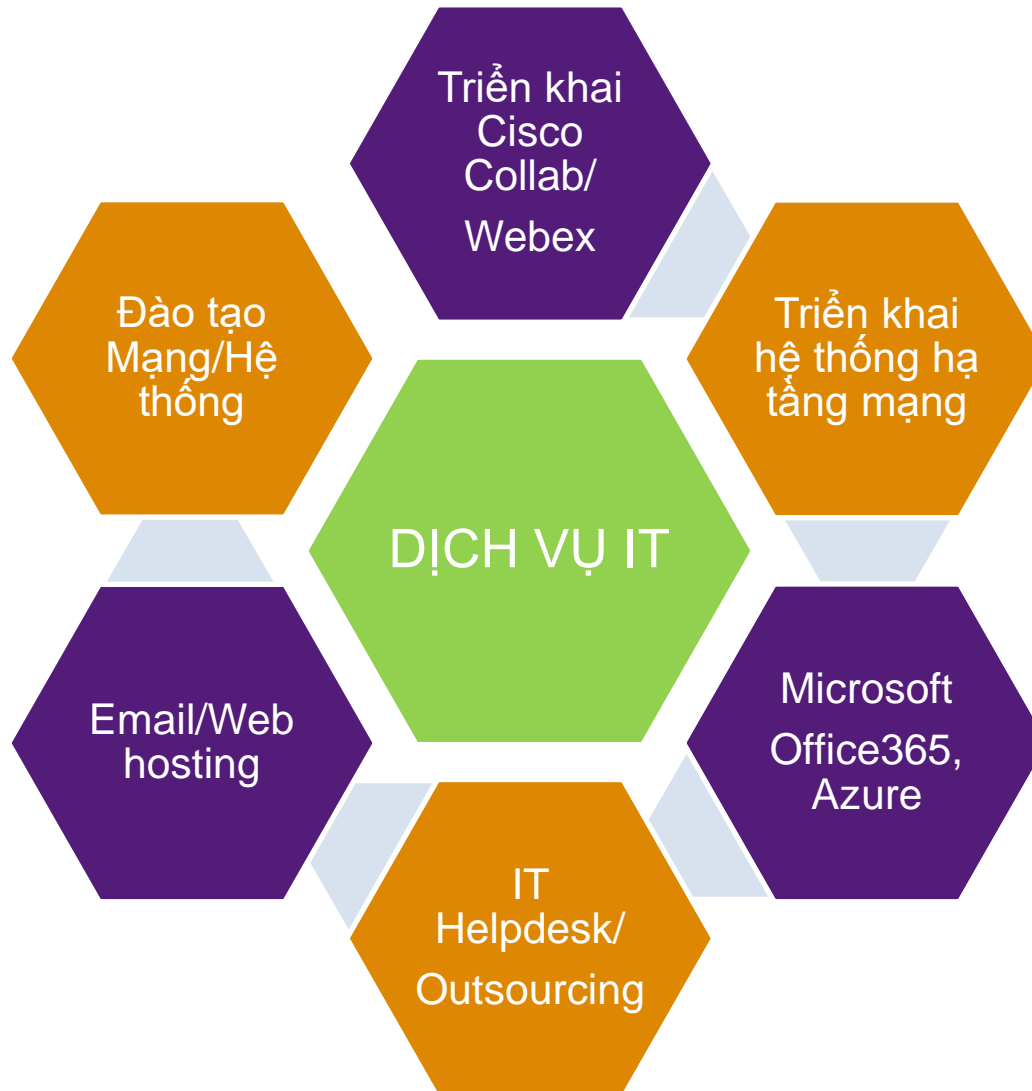 Triển khai
Cisco
Collab/
Webex
Đào tạo
Mạng/Hệ
thống
Triển khai
hệ thống hạ
tầng mạng
DỊCH VỤ IT
Email/Web
hosting
Microsoft
Office365,
Azure
IT
Helpdesk/
Outsourcing